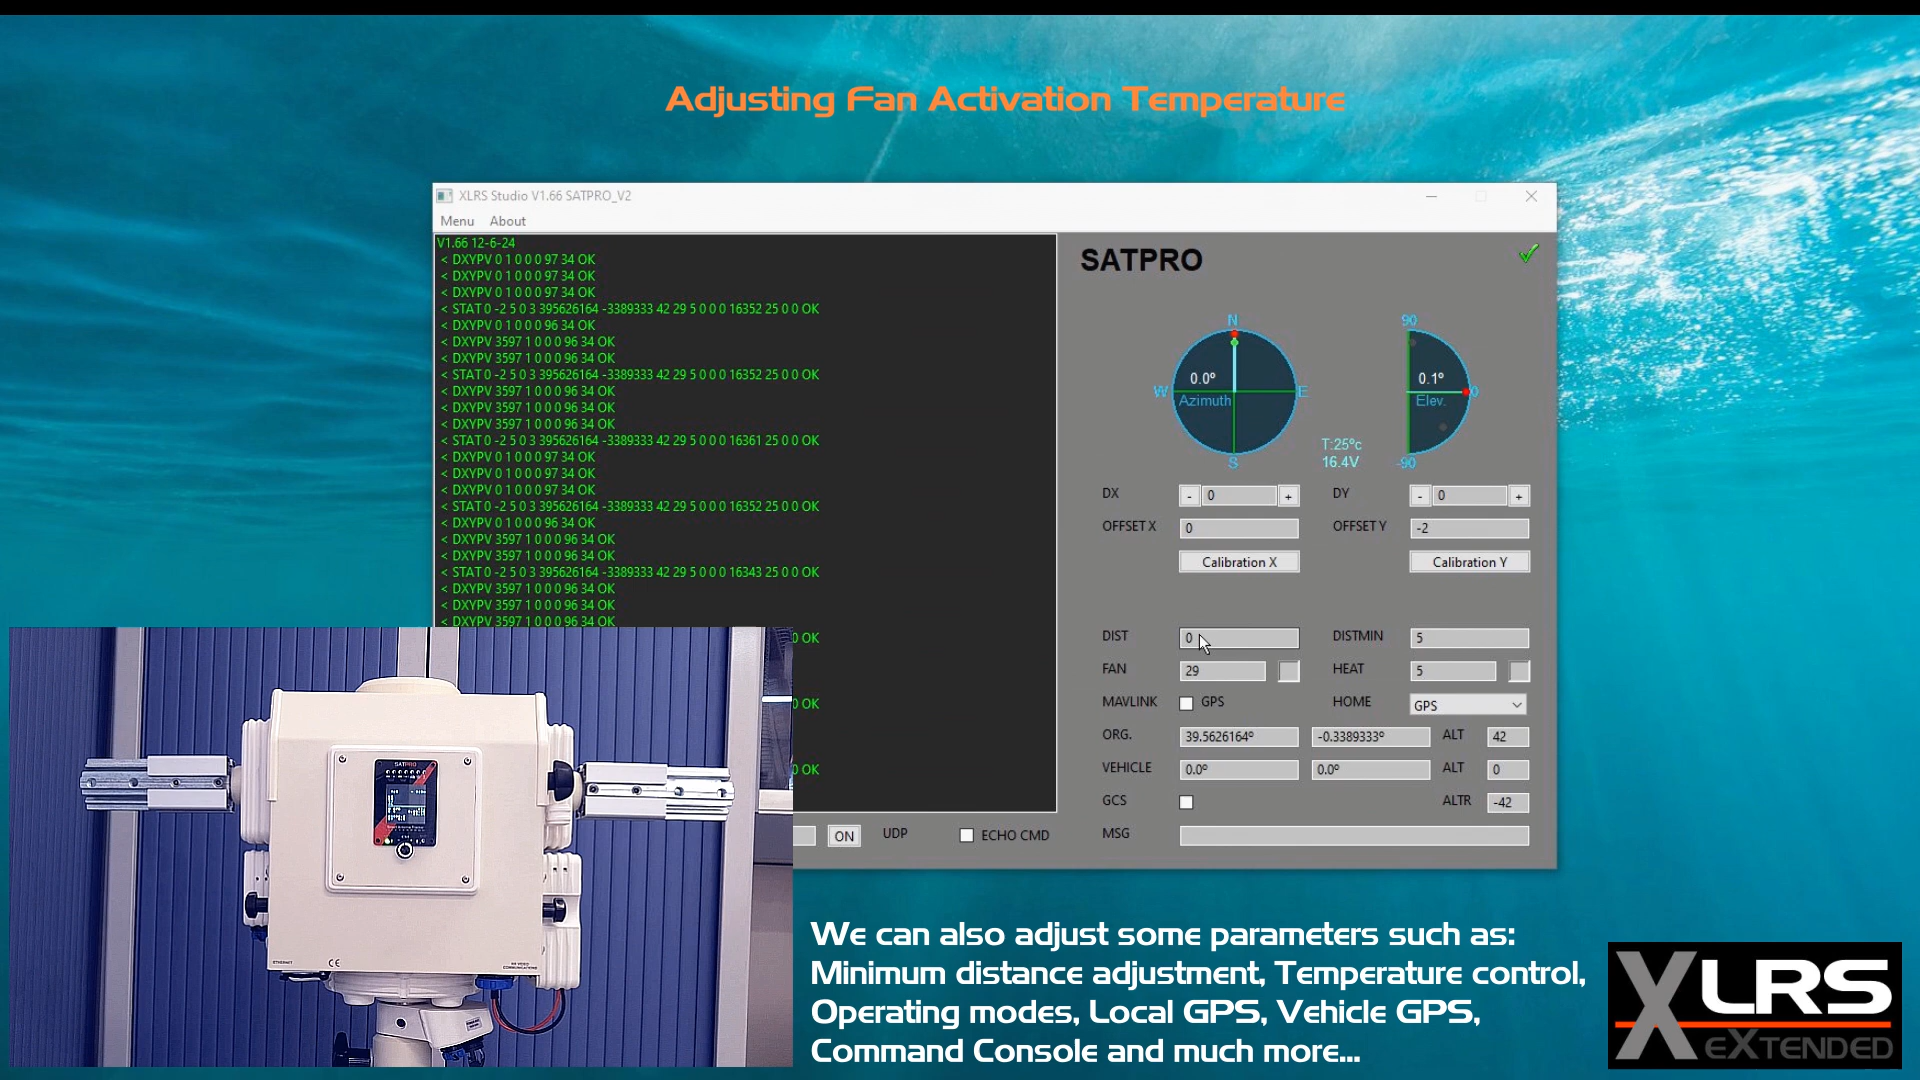 Adjusting Fan Activation Temperature
XLRS Studio V1.66 SATPRO_V2
Menu About
V1.66 12-6-24
< DXYPV 0 1 0 0 0 97 34 OK
< DXYPV 0 1 0 0 0 97 34 OK
< DXYPV 0 1 0 0 0 97 34 OK
< STAT 0 -2 5 0 3 395626164 -3389333 42 29 5 0 0 0 16352 25 0 0 OK
< DXYPV 0 1 0 0 0 96 34 OK
< DXYPV 3597 1 0 0 0 96 34 OK
< DXYPV 3597 1 0 0 0 96 34 OK
< STAT 0 -2 5 0 3 395626164 -3389333 42 29 5 0 0 0 16352 25 0 0 OK
< DXYPV 3597 1 0 0 0 96 34 OK
< DXYPV 3597 1 0 0 0 96 34 OK
< DXYPV 3597 1 0 0 0 96 34 OK
< STAT 0 -2 5 0 3 395626164 -3389333 42 29 5 0 0 0 16361 25 0 0 OK
< DXYPV 0 1 0 0 0 97 34 OK
< DXYPV 0 1 0 0 0 97 34 OK
< DXYPV 0 1 0 0 0 97 34 OK
< STAT 0 -2 5 0 3 395626164 -3389333 42 29 5 0 0 0 16352 25 0 0 OK
< DXYPV 0 1 0 0 0 96 34 OK
< DXYPV 3597 1 0 0 0 96 34 OK
< DXYPV 3597 1 0 0 0 96 34 OK
< STAT 0 -2 5 0 3 395626164 -3389333 42 29 5 0 0 0 16343 25 0 0 OK
< DXYPV 3597 1 0 0 0 96 34 OK
< DXYPV 3597 1 0 0 0 96 34 OK
< DXYPV 3597 1 0 0 0 96 34 OK
0 OK
0 OK
0 OK
ON UDP ECHO CMD
SATPRO
N 90
0.0º 0.1º
W Azimuth E Elev. 0
T:25ºc
16.4V
S -90
DX - 0 + DY - 0 +
OFFSET X 0 OFFSET Y -2
Calibration X Calibration Y
DIST 0 DISTMIN 5
FAN 29 HEAT 5
MAVLINK GPS HOME GPS
ORG. 39.5626164º -0.3389333º ALT 42
VEHICLE 0.0º 0.0º ALT 0
GCS ALTR -42
MSG
SATPRO
ETHERNET CE
We can also adjust some parameters such as:
Minimum distance adjustment, Temperature control,
Operating modes, Local GPS, Vehicle GPS,
Command Console and much more...
XLRS
EXTENDED